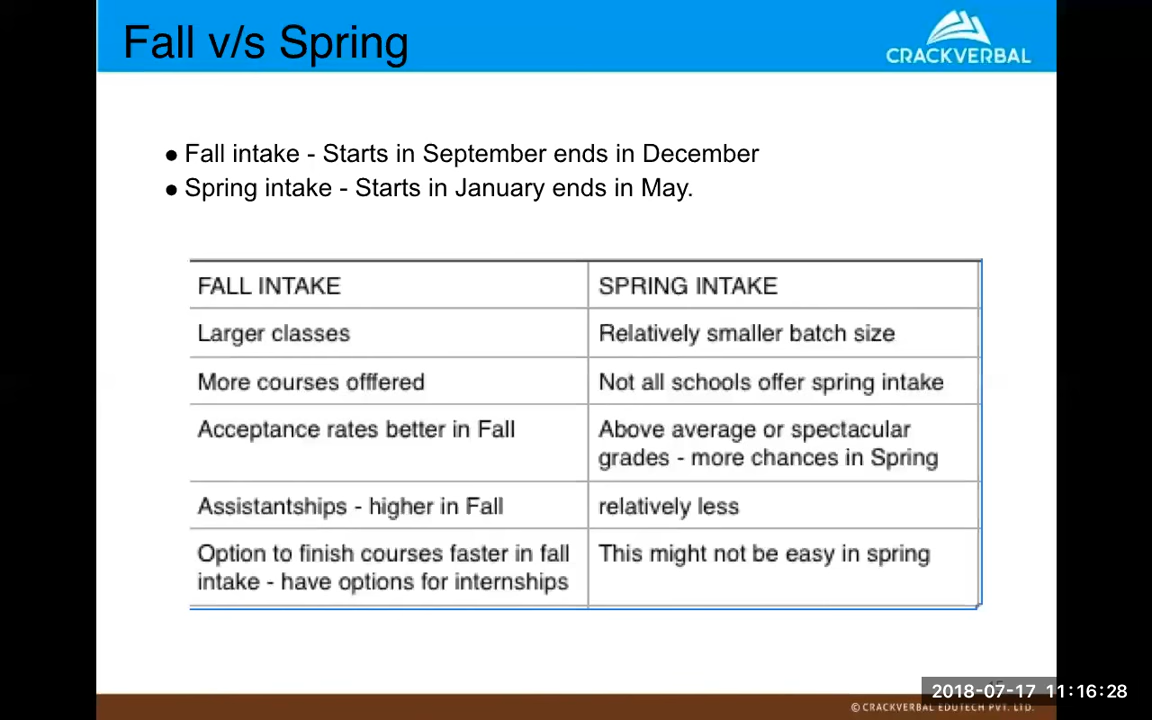 Fall v/s Spring
CRACKVERBAL
● Fall intake - Starts in September ends in December
● Spring intake - Starts in January ends in May.
FALL INTAKE
SPRING INTAKE
Larger classes
Relatively smaller batch size
More courses offfered
Not all schools offer spring intake
Acceptance rates better in Fall
Above average or spectacular
grades - more chances in Spring
Assistantships - higher in Fall
relatively less
Option to finish courses faster in fall
intake - have options for internships
This might not be easy in spring
2018-07-17 11:16:28
© CRACKVERBAL EDUTECH PVT. LTD.